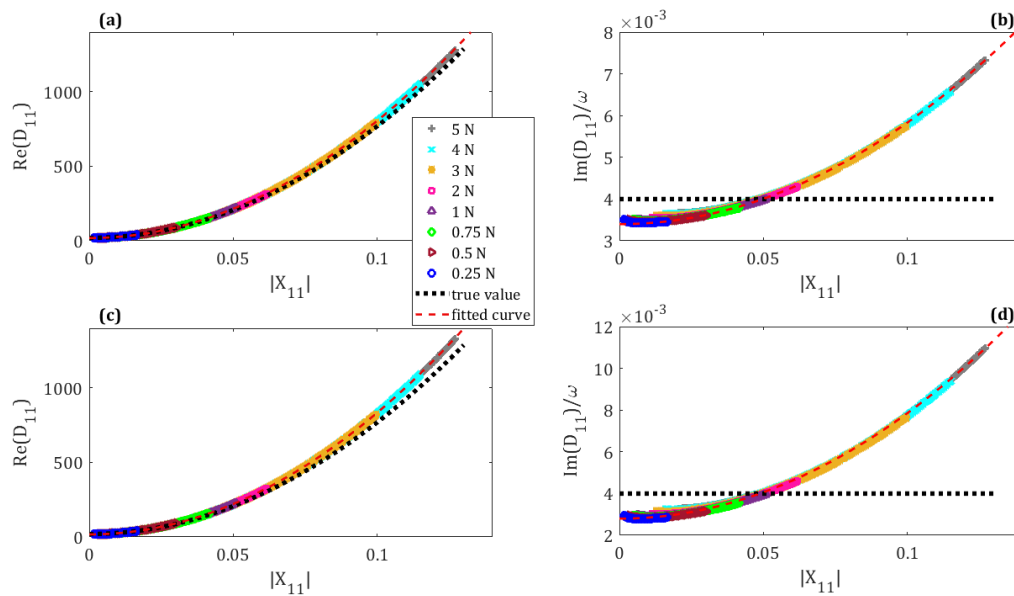 (a)
Re(D₁₁)
1000
500
0
0
0.05
0.1
|X₁₁|
(b)
×10⁻³
Im(D₁₁)/ω
8
7
6
5
4
3
0
0.05
0.1
|X₁₁|
5 N
4 N
3 N
2 N
1 N
0.75 N
0.5 N
0.25 N
true value
fitted curve
(c)
Re(D₁₁)
1000
500
0
0
0.05
0.1
|X₁₁|
(d)
×10⁻³
Im(D₁₁)/ω
12
10
8
6
4
2
0
0.05
0.1
|X₁₁|